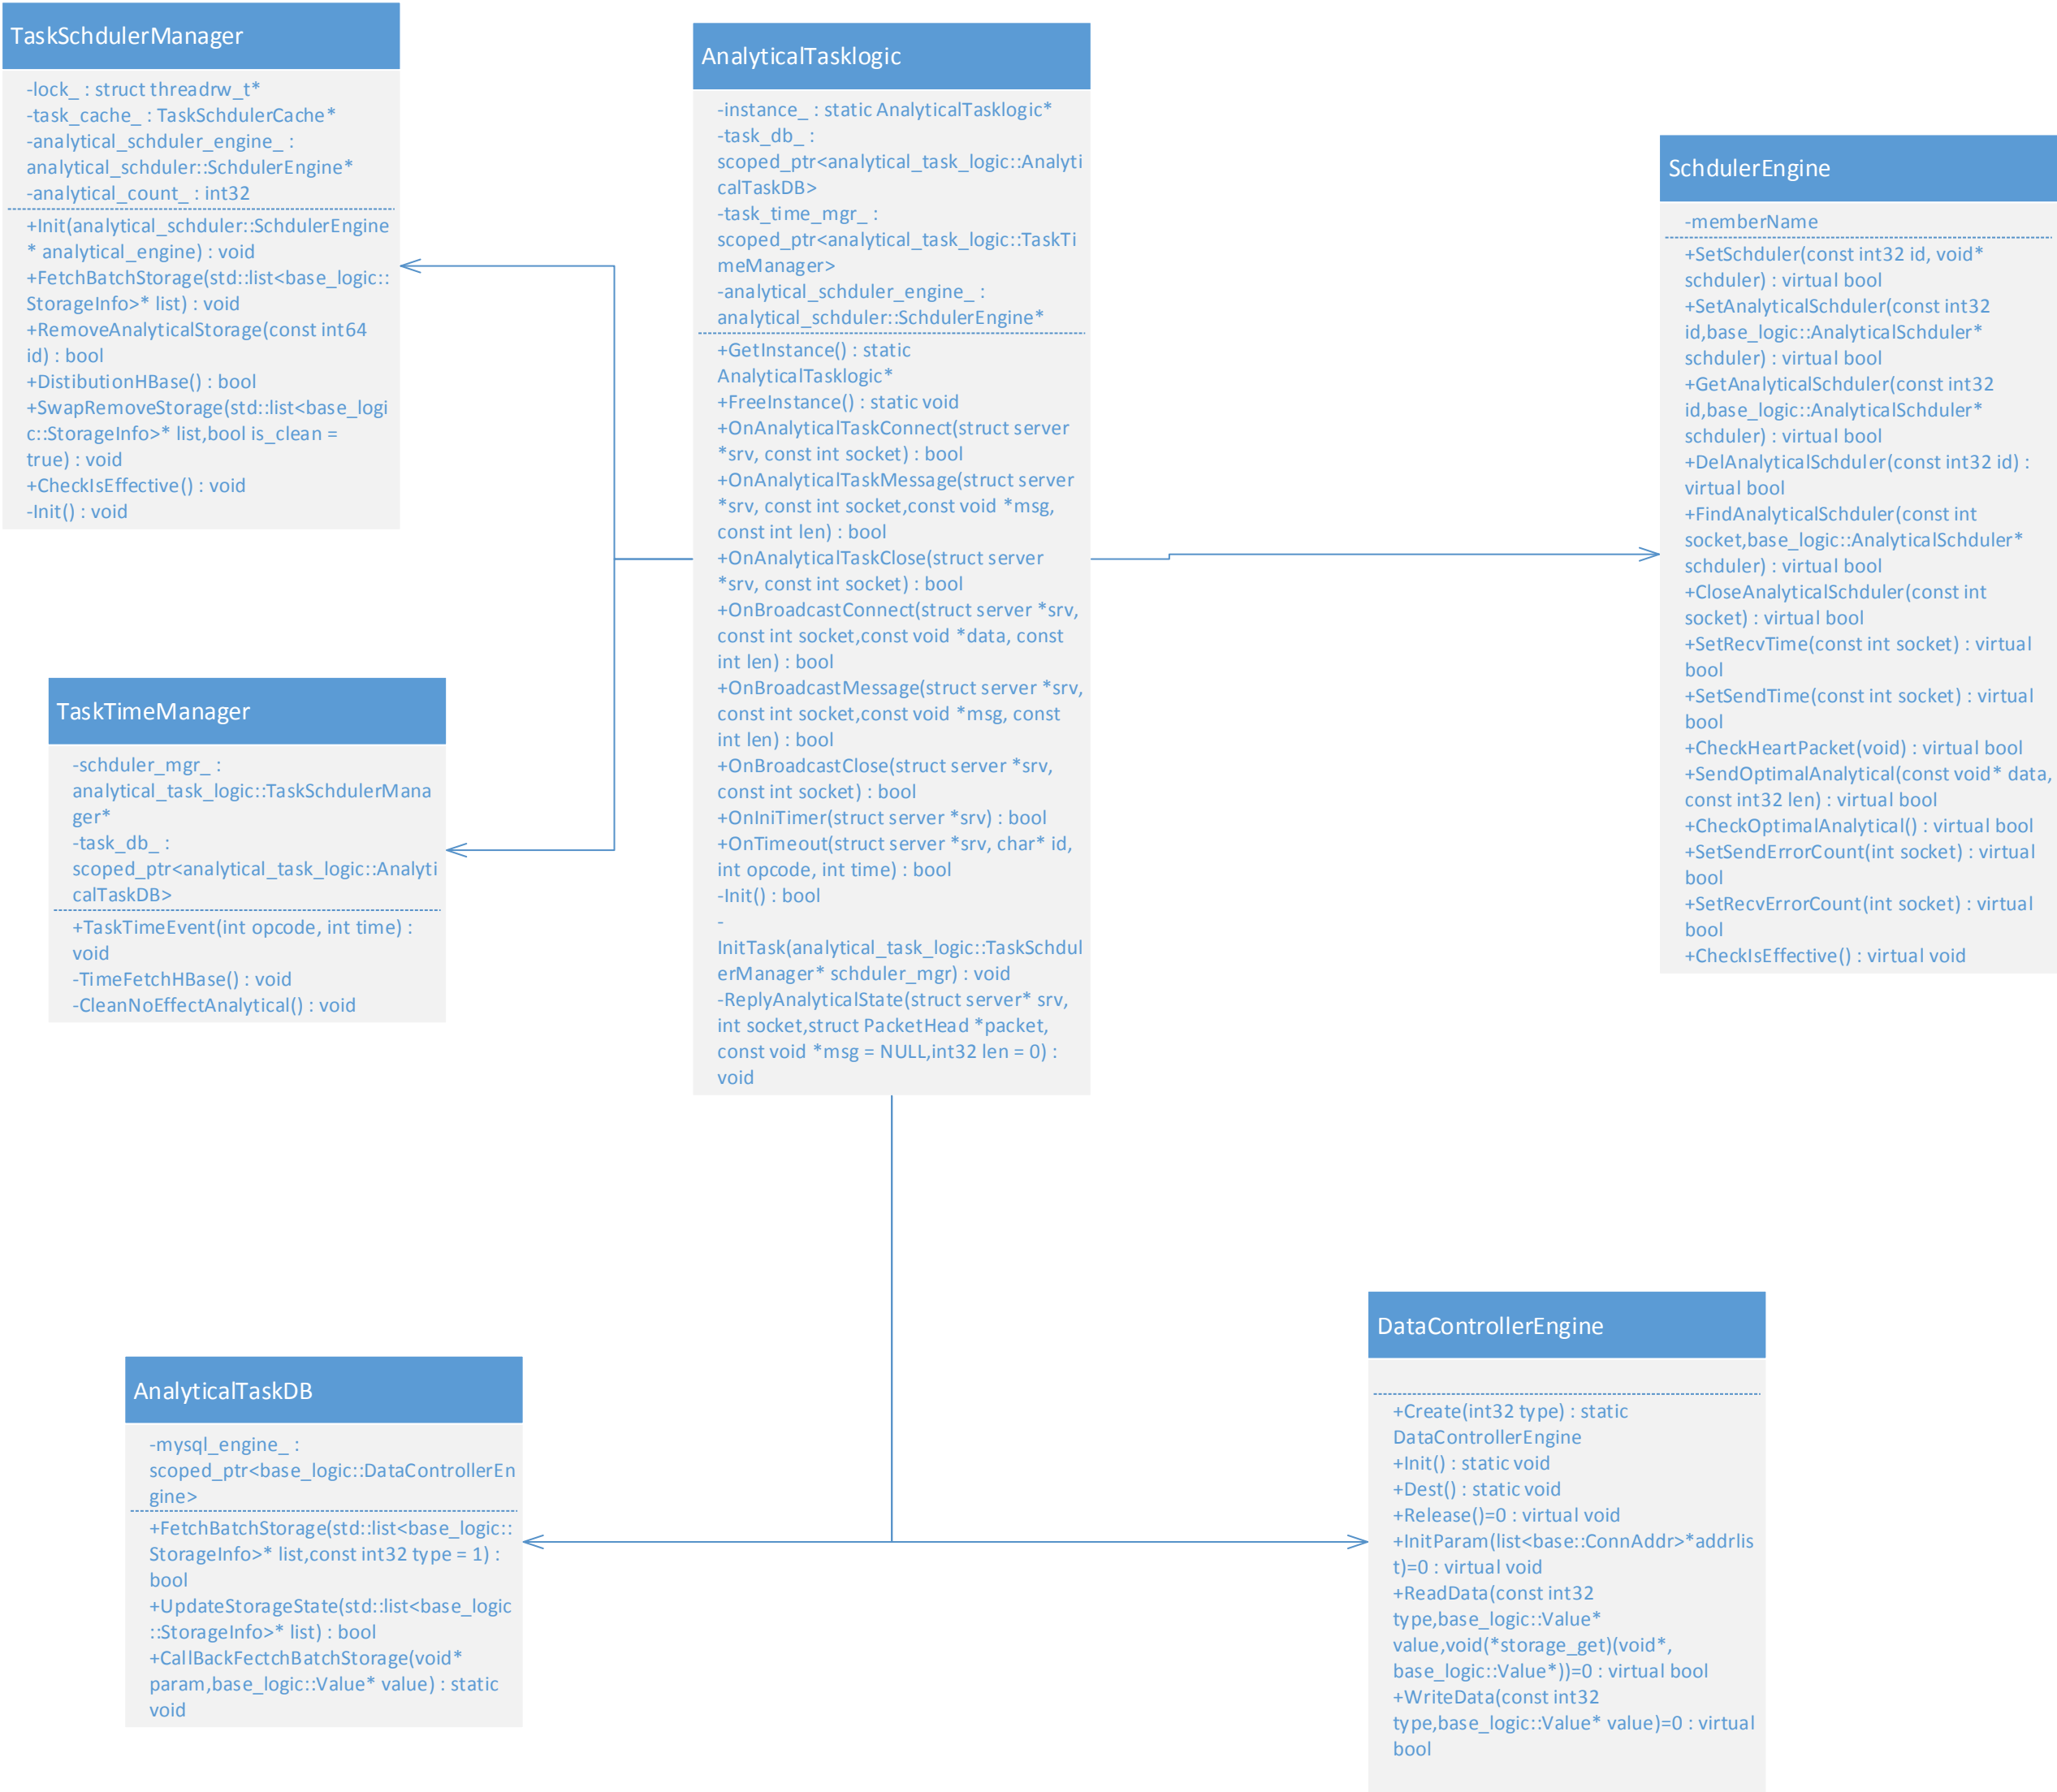 TaskSchdulerManager
-lock_ : struct threadrw_t*
-task_cache_ : TaskSchdulerCache*
-analytical_schduler_engine_ :
analytical_schduler::SchdulerEngine*
-analytical_count_ : int32
+Init(analytical_schduler::SchdulerEngine
* analytical_engine) : void
+FetchBatchStorage(std::list<base_logic::
StorageInfo>* list) : void
+RemoveAnalyticalStorage(const int64
id) : bool
+DistibutionHBase() : bool
+SwapRemoveStorage(std::list<base_logi
c::StorageInfo>* list,bool is_clean =
true) : void
+CheckIsEffective() : void
-Init() : void
AnalyticalTasklogic
-instance_ : static AnalyticalTasklogic*
-task_db_ :
scoped_ptr<analytical_task_logic::Analyti
calTaskDB>
-task_time_mgr_ :
scoped_ptr<analytical_task_logic::TaskTi
meManager>
-analytical_schduler_engine_ :
analytical_schduler::SchdulerEngine*
+GetInstance() : static
AnalyticalTasklogic*
+FreeInstance() : static void
+OnAnalyticalTaskConnect(struct server
*srv, const int socket) : bool
+OnAnalyticalTaskMessage(struct server
*srv, const int socket,const void *msg,
const int len) : bool
+OnAnalyticalTaskClose(struct server
*srv, const int socket) : bool
+OnBroadcastConnect(struct server *srv,
const int socket,const void *data, const
int len) : bool
+OnBroadcastMessage(struct server *srv,
const int socket,const void *msg, const
int len) : bool
+OnBroadcastClose(struct server *srv,
const int socket) : bool
+OnIniTimer(struct server *srv) : bool
+OnTimeout(struct server *srv, char* id,
int opcode, int time) : bool
-Init() : bool
-
InitTask(analytical_task_logic::TaskSchdul
erManager* schduler_mgr) : void
-ReplyAnalyticalState(struct server* srv,
int socket,struct PacketHead *packet,
const void *msg = NULL,int32 len = 0) :
void
SchdulerEngine
-memberName
+SetSchduler(const int32 id, void*
schduler) : virtual bool
+SetAnalyticalSchduler(const int32
id,base_logic::AnalyticalSchduler*
schduler) : virtual bool
+GetAnalyticalSchduler(const int32
id,base_logic::AnalyticalSchduler*
schduler) : virtual bool
+DelAnalyticalSchduler(const int32 id) :
virtual bool
+FindAnalyticalSchduler(const int
socket,base_logic::AnalyticalSchduler*
schduler) : virtual bool
+CloseAnalyticalSchduler(const int
socket) : virtual bool
+SetRecvTime(const int socket) : virtual
bool
+SetSendTime(const int socket) : virtual
bool
+CheckHeartPacket(void) : virtual bool
+SendOptimalAnalytical(const void* data,
const int32 len) : virtual bool
+CheckOptimalAnalytical() : virtual bool
+SetSendErrorCount(int socket) : virtual
bool
+SetRecvErrorCount(int socket) : virtual
bool
+CheckIsEffective() : virtual void
TaskTimeManager
-schduler_mgr_ :
analytical_task_logic::TaskSchdulerMana
ger*
-task_db_ :
scoped_ptr<analytical_task_logic::Analyti
calTaskDB>
+TaskTimeEvent(int opcode, int time) :
void
-TimeFetchHBase() : void
-CleanNoEffectAnalytical() : void
AnalyticalTaskDB
-mysql_engine_ :
scoped_ptr<base_logic::DataControllerEn
gine>
+FetchBatchStorage(std::list<base_logic::
StorageInfo>* list,const int32 type = 1) :
bool
+UpdateStorageState(std::list<base_logic
::StorageInfo>* list) : bool
+CallBackFectchBatchStorage(void*
param,base_logic::Value* value) : static
void
DataControllerEngine
+Create(int32 type) : static
DataControllerEngine
+Init() : static void
+Dest() : static void
+Release()=0 : virtual void
+InitParam(list<base::ConnAddr>*addrlis
t)=0 : virtual void
+ReadData(const int32
type,base_logic::Value*
value,void(*storage_get)(void*,
base_logic::Value*))=0 : virtual bool
+WriteData(const int32
type,base_logic::Value* value)=0 : virtual
bool